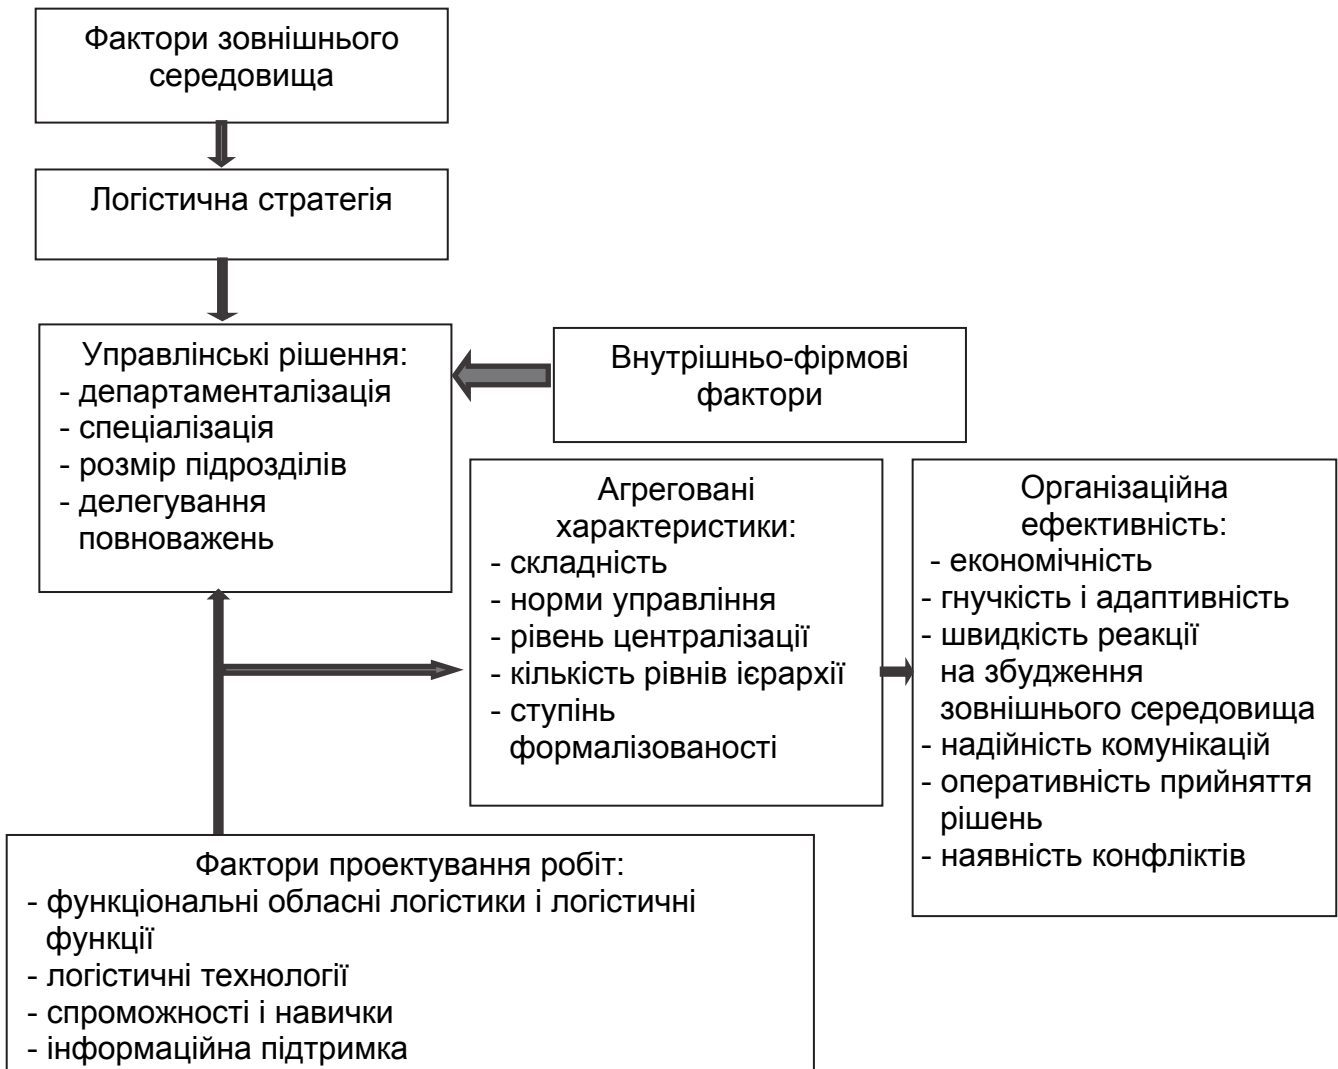 Фактори зовнішнього
середовища
Логістична стратегія
Управлінські рішення:
- департаменталізація
- спеціалізація
- розмір підрозділів
- делегування
повноважень
Внутрішньо-фірмові
фактори
Агреговані
характеристики:
- складність
- норми управління
- рівень централізації
- кількість рівнів ієрархії
- ступінь
формалізованості
Організаційна
ефективність:
- економічність
- гнучкість і адаптивність
- швидкість реакції
на збудження
зовнішнього середовища
- надійність комунікацій
- оперативність прийняття
рішень
- наявність конфліктів
Фактори проектування робіт:
- функціональні обласні логістики і логістичні
функції
- логістичні технології
- спроможності і навички
- інформаційна підтримка